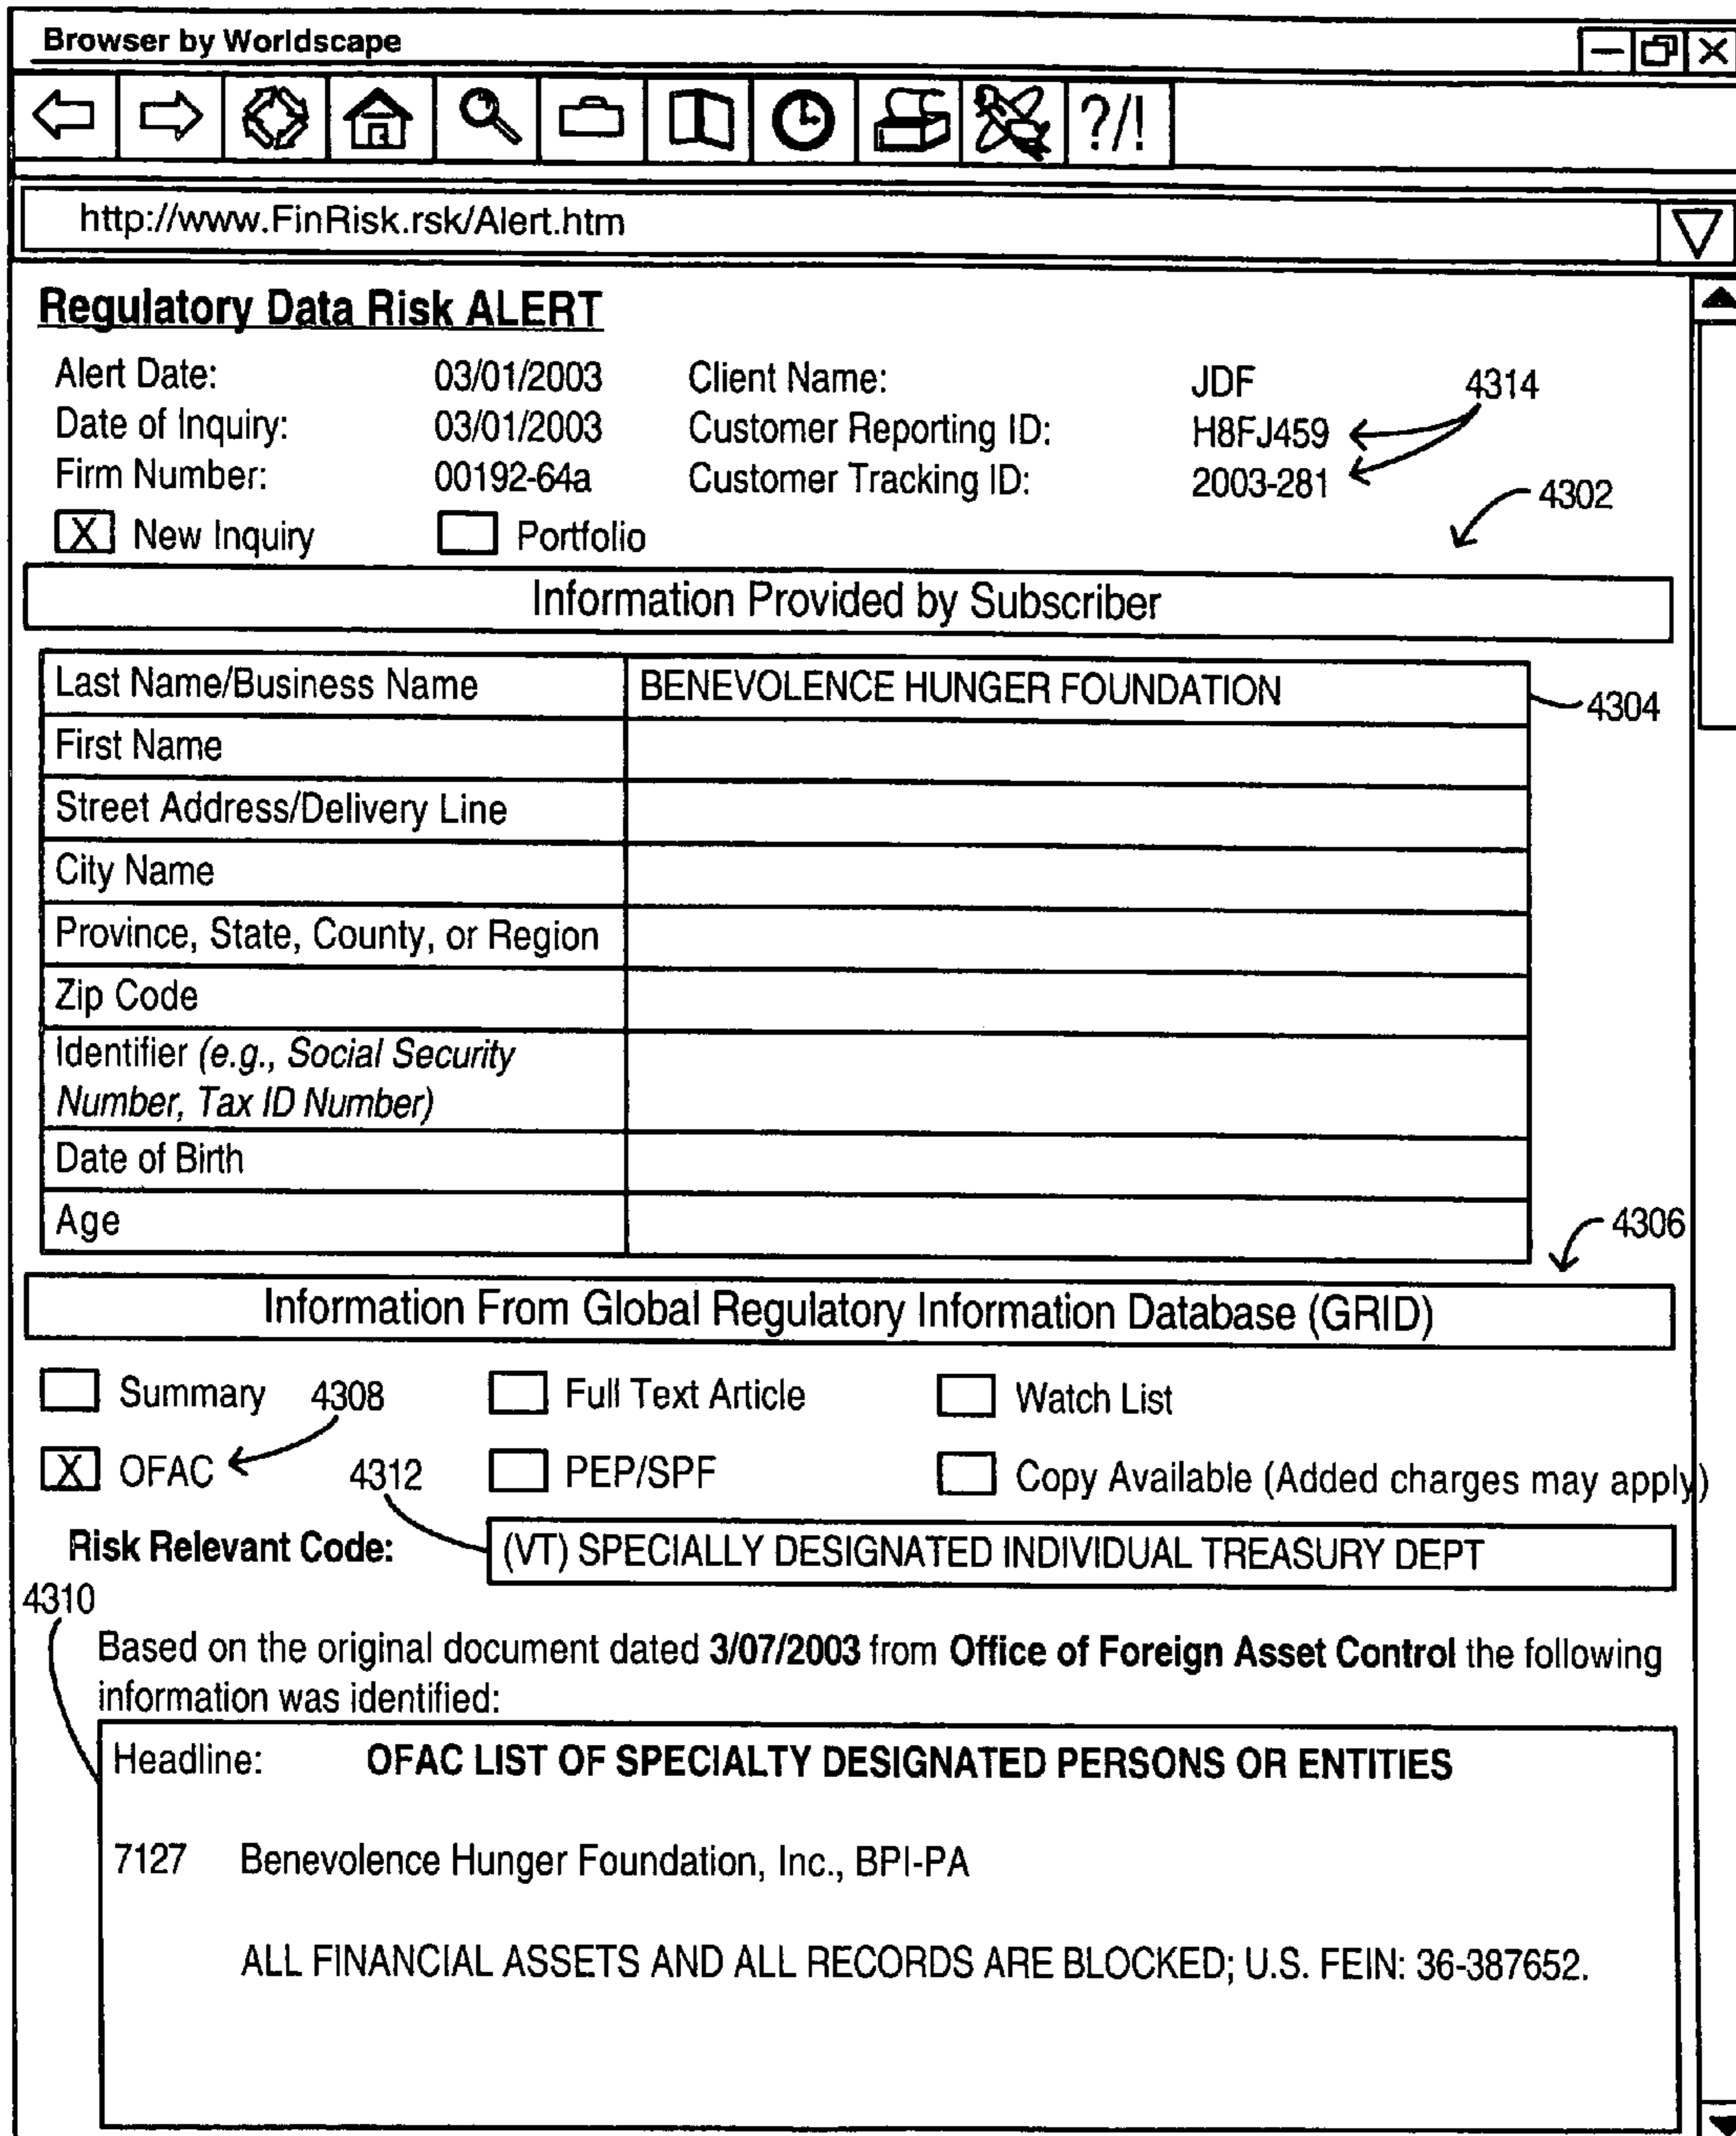 Browser by Worldscape
?/!
http://www.FinRisk.rsk/Alert.htm
Regulatory Data Risk ALERT
Alert Date: 03/01/2003 Client Name: JDF 4314
Date of Inquiry: 03/01/2003 Customer Reporting ID: H8FJ459
Firm Number: 00192-64a Customer Tracking ID: 2003-281
4302
X New Inquiry Portfolio
Information Provided by Subscriber
Last Name/Business Name BENEVOLENCE HUNGER FOUNDATION 4304
First Name
Street Address/Delivery Line
City Name
Province, State, County, or Region
Zip Code
Identifier (e.g., Social Security
Number, Tax ID Number)
Date of Birth
Age
4306
Information From Global Regulatory Information Database (GRID)
Summary 4308 Full Text Article Watch List
X OFAC 4312 PEP/SPF Copy Available (Added charges may apply)
Risk Relevant Code: (VT) SPECIALLY DESIGNATED INDIVIDUAL TREASURY DEPT
4310
Based on the original document dated 3/07/2003 from Office of Foreign Asset Control the following
information was identified:
Headline: OFAC LIST OF SPECIALTY DESIGNATED PERSONS OR ENTITIES
7127 Benevolence Hunger Foundation, Inc., BPI-PA
ALL FINANCIAL ASSETS AND ALL RECORDS ARE BLOCKED; U.S. FEIN: 36-387652.